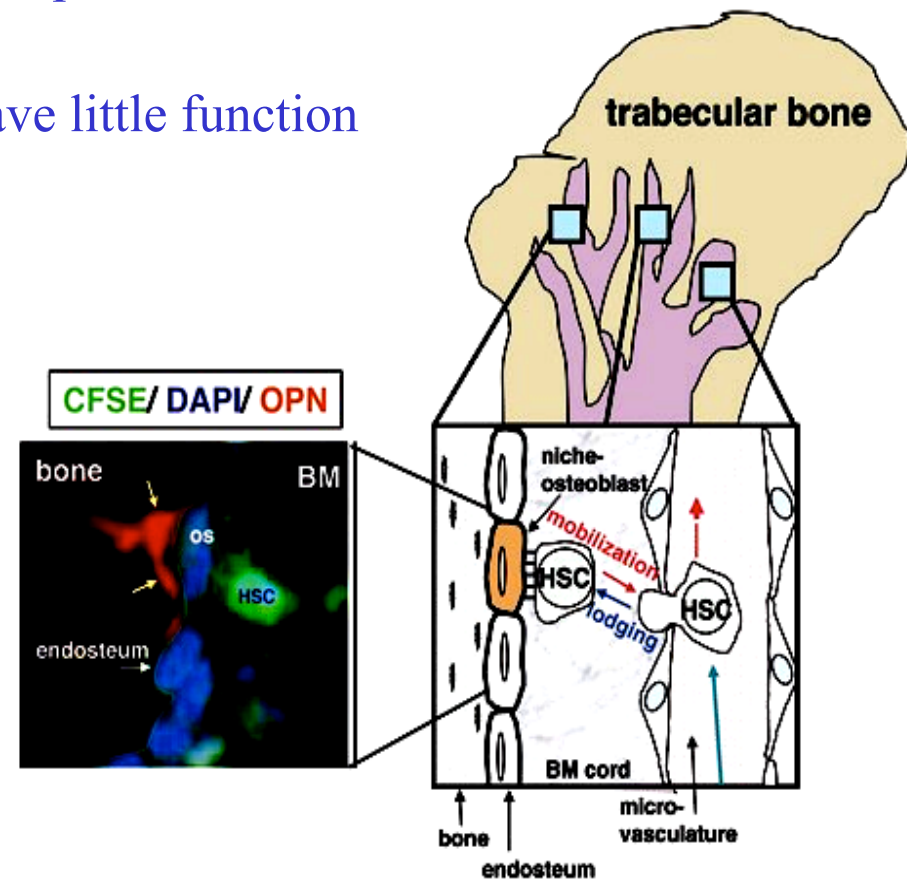 ave little function
trabecular bone
CFSE/ DAPI/ OPN
bone
BM
os
HSC
endosteum
niche-
osteoblast
mobilization
HSC
lodging
HSC
BM cord
bone
endosteum
micro-
vasculature